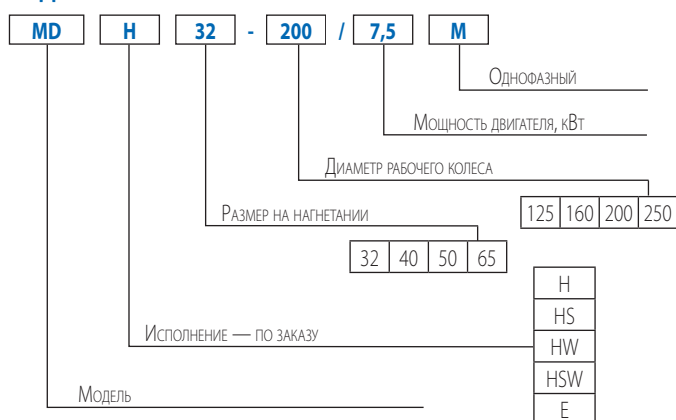 MD H 32 - 200 / 7,5 M
Однофазный
Мощность двигателя, кВт
Диаметр рабочего колеса
125 160 200 250
Размер на нагнетании
32 40 50 65
H
HS
Исполнение — по заказу
HW
HSW
Модель
E